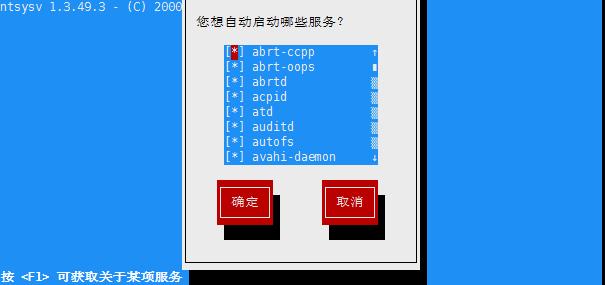 ntsysv 1.3.49.3 - (C) 2000
您想自动启动哪些服务?
[*] abrt-ccpp
[*] abrt-oops
[*] abrtd
[*] acpid
[*] atd
[*] auditd
[*] autofs
[*] avahi-daemon
确定 取消
按 <F1> 可获取关于某项服务